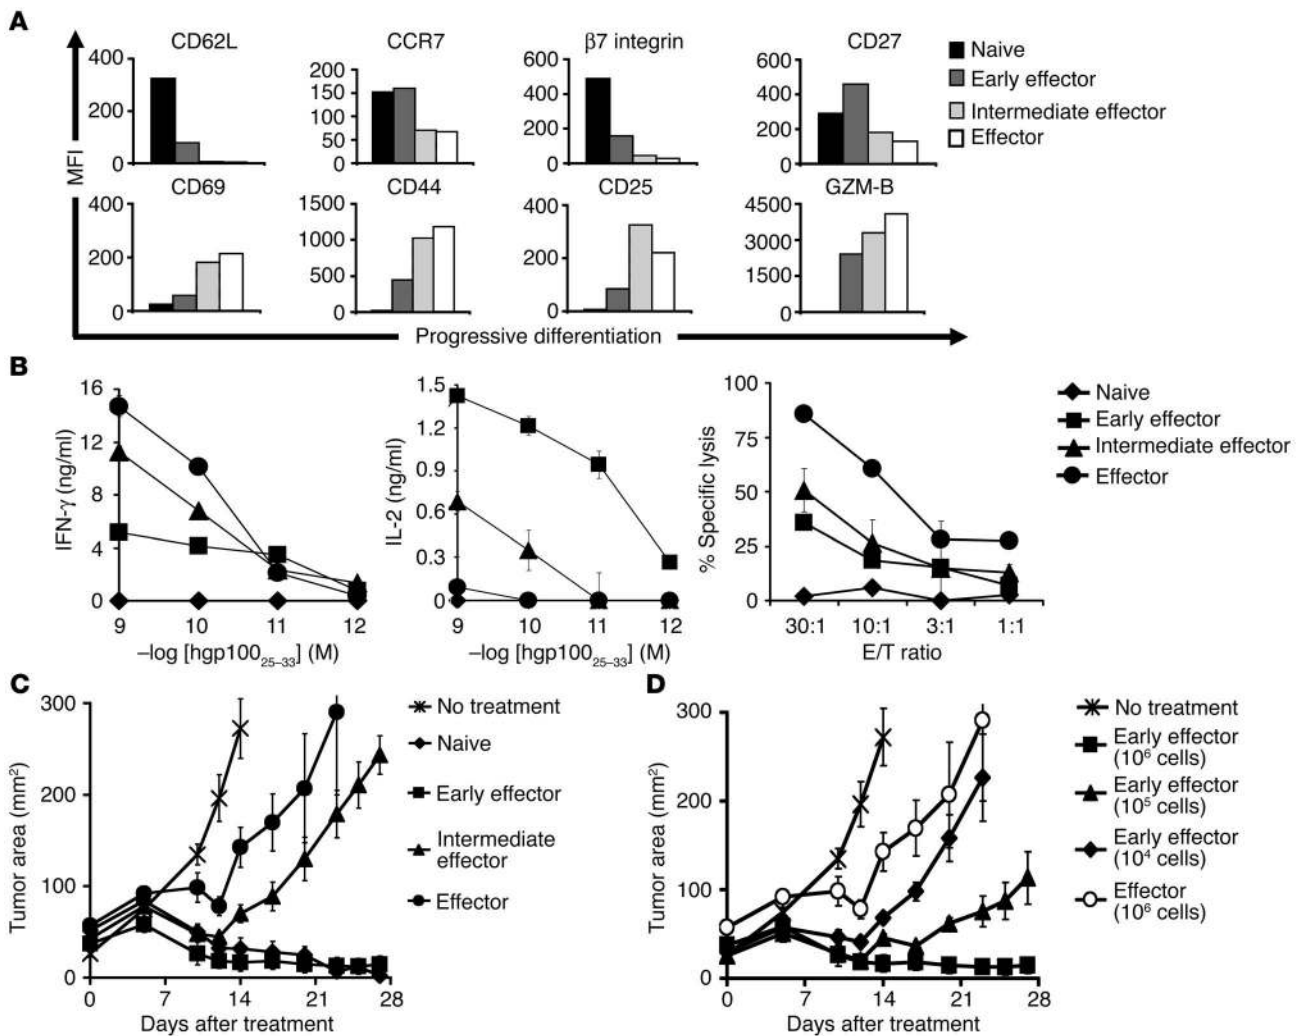 A
CD62L
CCR7
β7 integrin
CD27
Naive
Early effector
Intermediate effector
Effector
MFI
400
200
0
200
150
100
50
0
600
400
200
0
600
400
200
0
CD69
CD44
CD25
GZM-B
400
200
0
1500
1000
500
0
400
200
0
4500
3000
1500
0
Progressive differentiation
B
IFN-γ (ng/ml)
16
12
8
4
0
9 10 11 12
–log [hgp100₂₅₋₃₃] (M)
IL-2 (ng/ml)
1.5
1.2
0.9
0.6
0.3
0
9 10 11 12
–log [hgp100₂₅₋₃₃] (M)
% Specific lysis
100
75
50
25
0
30:1 10:1 3:1 1:1
E/T ratio
Naive
Early effector
Intermediate effector
Effector
C
Tumor area (mm²)
300
200
100
0
0 7 14 21 28
Days after treatment
No treatment
Naive
Early effector
Intermediate
effector
Effector
D
Tumor area (mm²)
300
200
100
0
0 7 14 21 28
Days after treatment
No treatment
Early effector
(10⁶ cells)
Early effector
(10⁵ cells)
Early effector
(10⁴ cells)
Effector
(10⁶ cells)